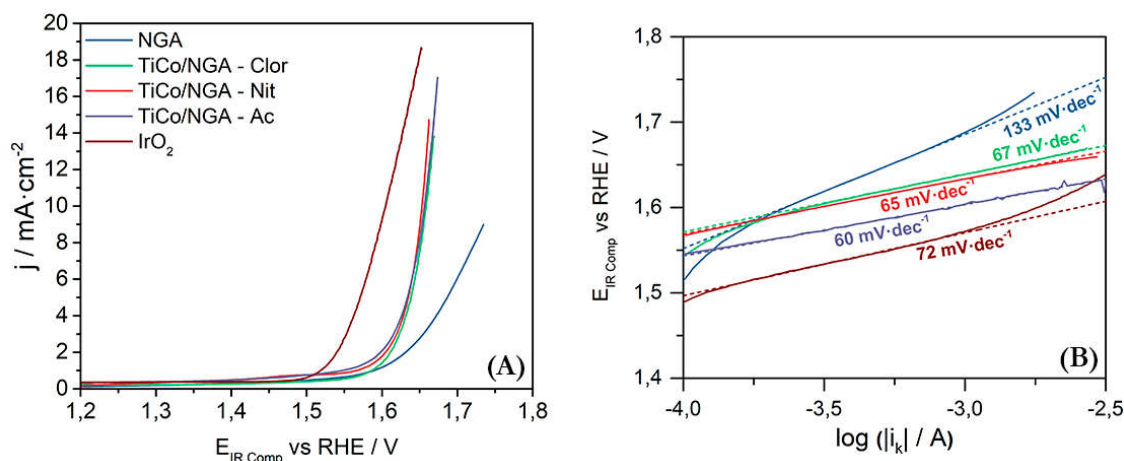 20
18
16
14
12
10
8
6
4
2
0
j / mA·cm⁻²
NGA
TiCo/NGA - Clor
TiCo/NGA - Nit
TiCo/NGA - Ac
IrO₂
(A)
1,2 1,3 1,4 1,5 1,6 1,7 1,8
E_IR Comp vs RHE / V
1,8
1,7
1,6
1,5
1,4
E_IR Comp vs RHE / V
133 mV·dec⁻¹
67 mV·dec⁻¹
65 mV·dec⁻¹
60 mV·dec⁻¹
72 mV·dec⁻¹
(B)
-4,0 -3,5 -3,0 -2,5
log (|i_k| / A)